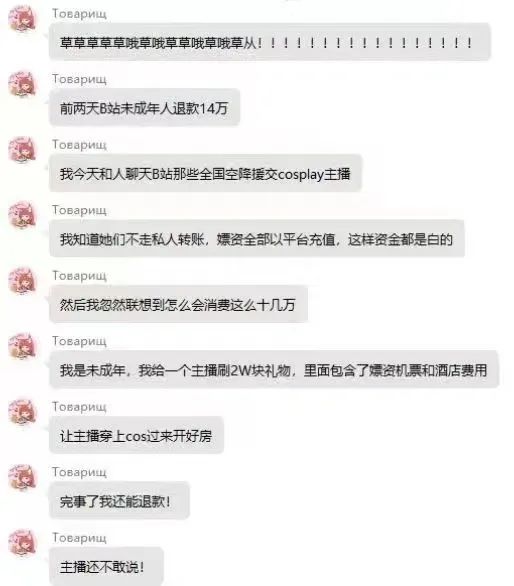 Товарищ
草草草草草哦草哦草草哦草哦草从！！！！！！！！！！！！！！！！！
Товарищ
前两天B站未成年人退款14万
Товарищ
我今天和人聊天B站那些全国空降援交cosplay主播
Товарищ
我知道她们不走私人转账，嫖资全部以平台充值，这样资金都是白的
Товарищ
然后我忽然联想到怎么会消费这么十几万
Товарищ
我是未成年，我给一个主播刷2W块礼物，里面包含了嫖资机票和酒店费用
Товарищ
让主播穿上cos过来开好房
Товарищ
完事了我还能退款！
Товарищ
主播还不敢说！